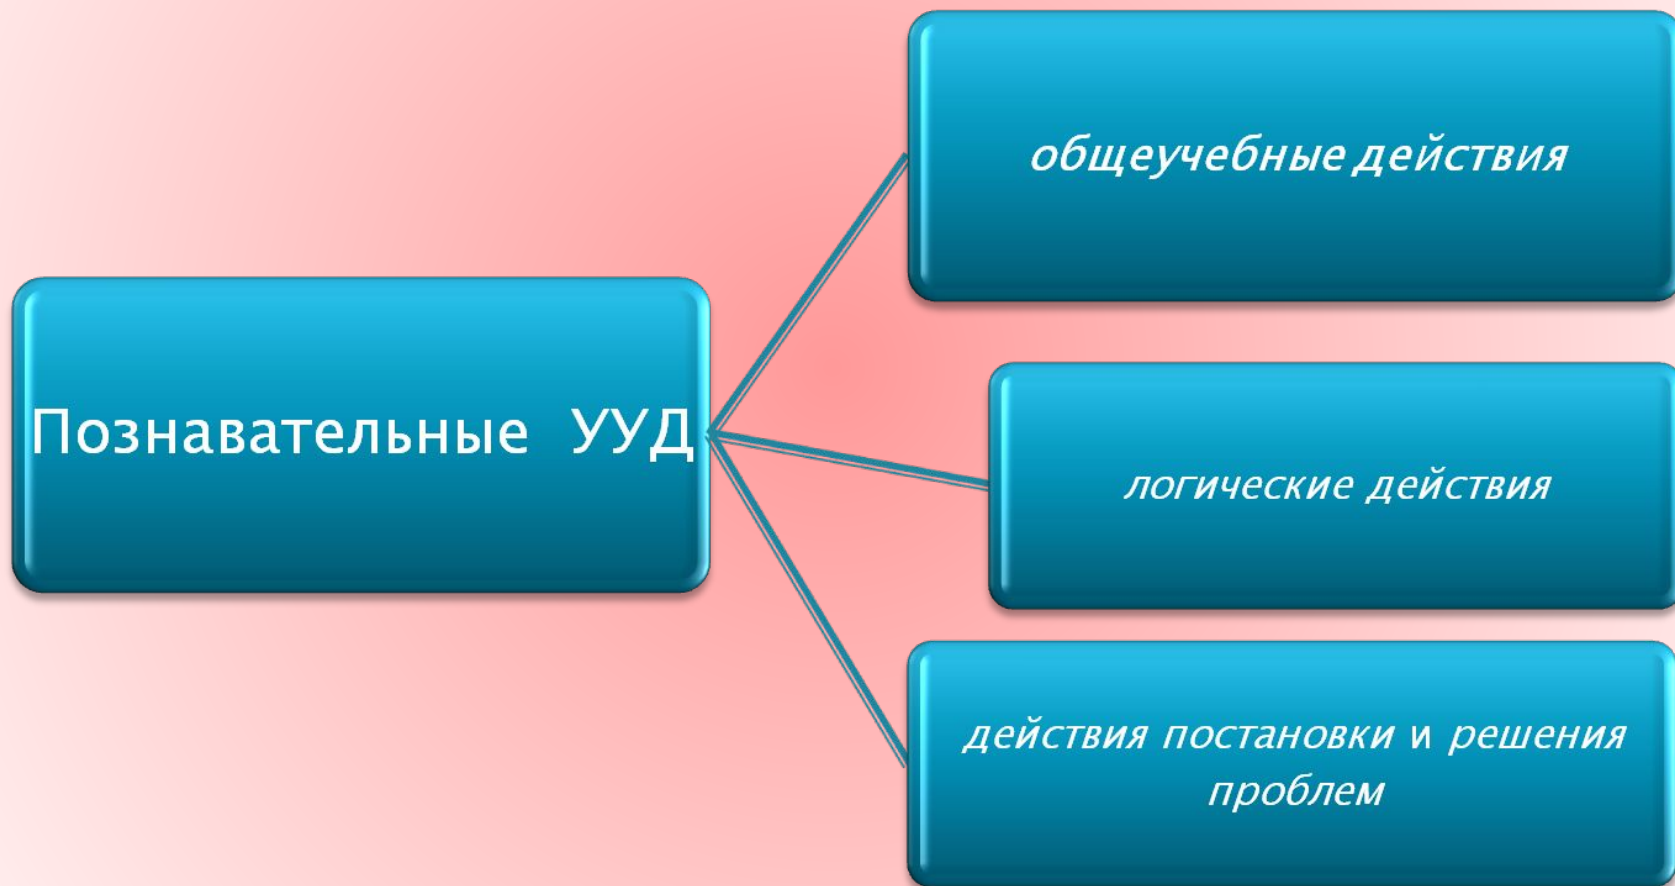 общеучебные действия
Познавательные УУД
логические действия
действия постановки и решения
проблем